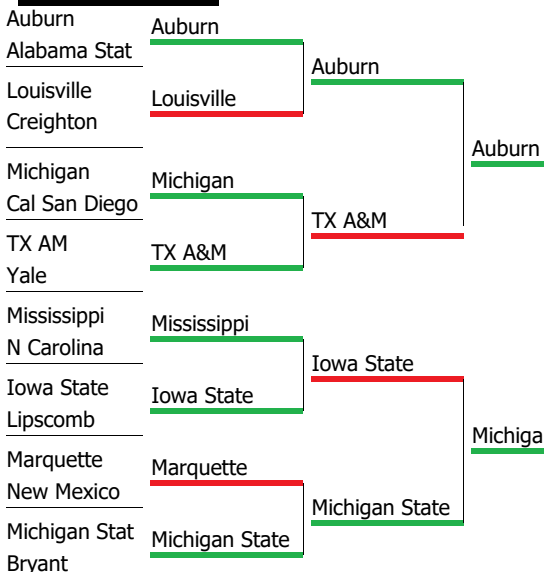 Auburn
Alabama Stat
Louisville
Creighton
Michigan
Cal San Diego
TX AM
Yale
Mississippi
N Carolina
Iowa State
Lipscomb
Marquette
New Mexico
Michigan Stat
Bryant
Auburn
Louisville
Michigan
TX A&M
Mississippi
Iowa State
Marquette
Michigan State
Auburn
TX A&M
Iowa State
Michigan State
Auburn
Michiga